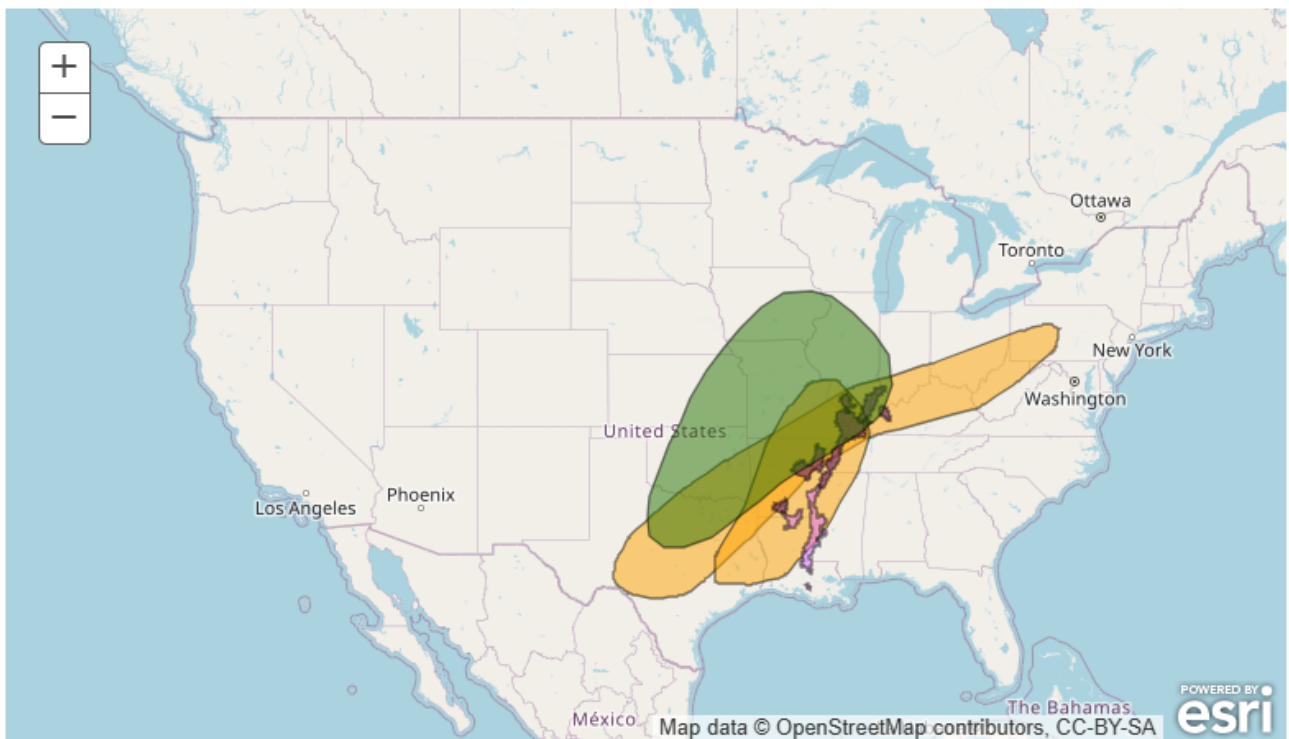 +
−
Ottawa
Toronto
New York
Washington
United States
Phoenix
Los Angeles
The Bahamas
México
POWERED BY
esri
Map data © OpenStreetMap contributors, CC-BY-SA